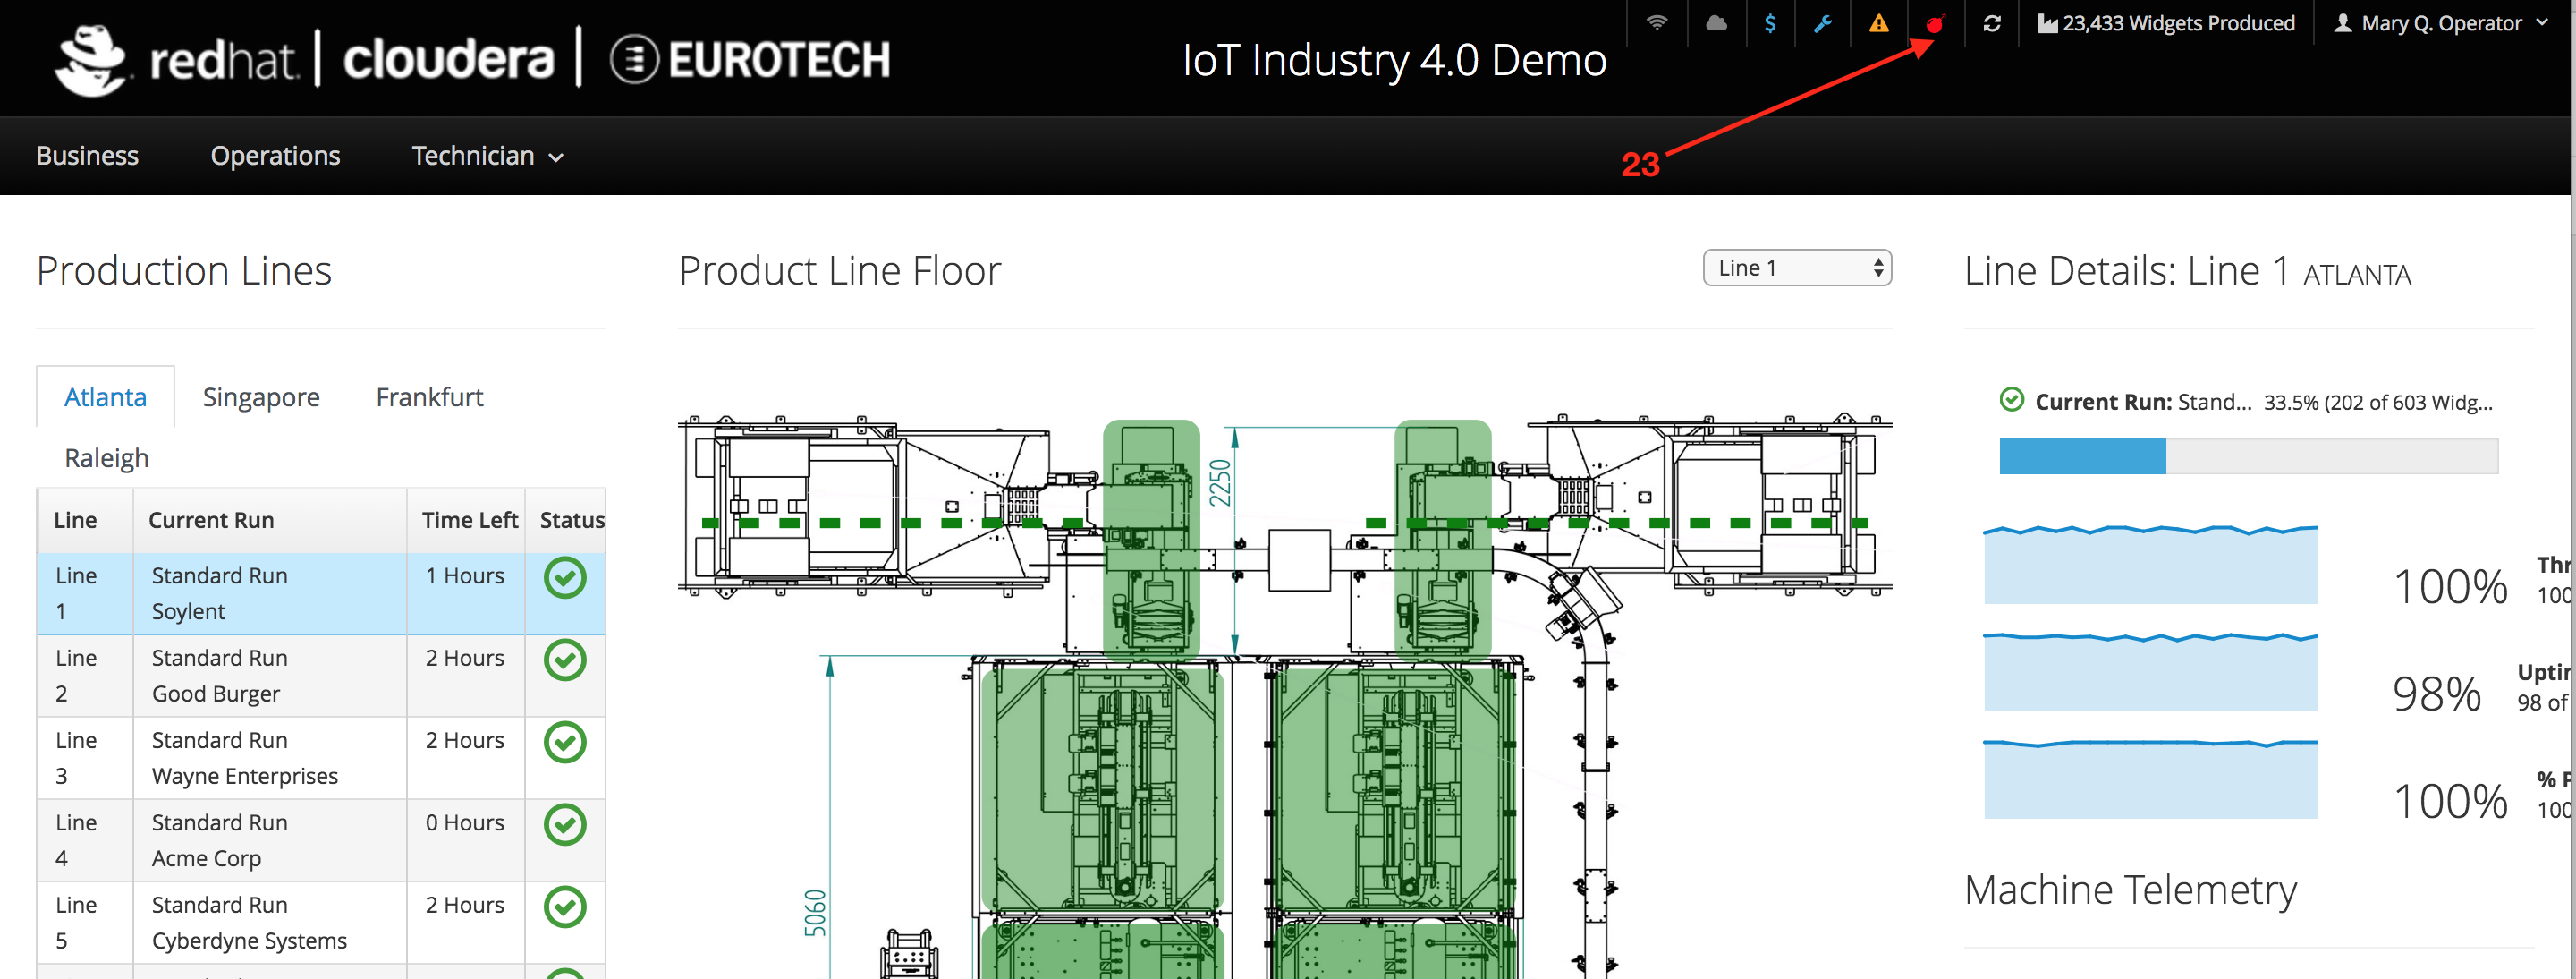 redhat. | cloudera | EUROTECH
IoT Industry 4.0 Demo
$
23,433 Widgets Produced
Mary Q. Operator
23
Business
Operations
Technician
Production Lines
Atlanta
Singapore
Frankfurt
Raleigh
Line
Current Run
Time Left
Status
Line 1
Standard Run
Soylent
1 Hours
Line 2
Standard Run
Good Burger
2 Hours
Line 3
Standard Run
Wayne Enterprises
2 Hours
Line 4
Standard Run
Acme Corp
0 Hours
Line 5
Standard Run
Cyberdyne Systems
2 Hours
Product Line Floor
Line 1
2250
5060
Line Details: Line 1 ATLANTA
Current Run: Stand... 33.5% (202 of 603 Widg...
100%
98%
98 of
100%
Machine Telemetry